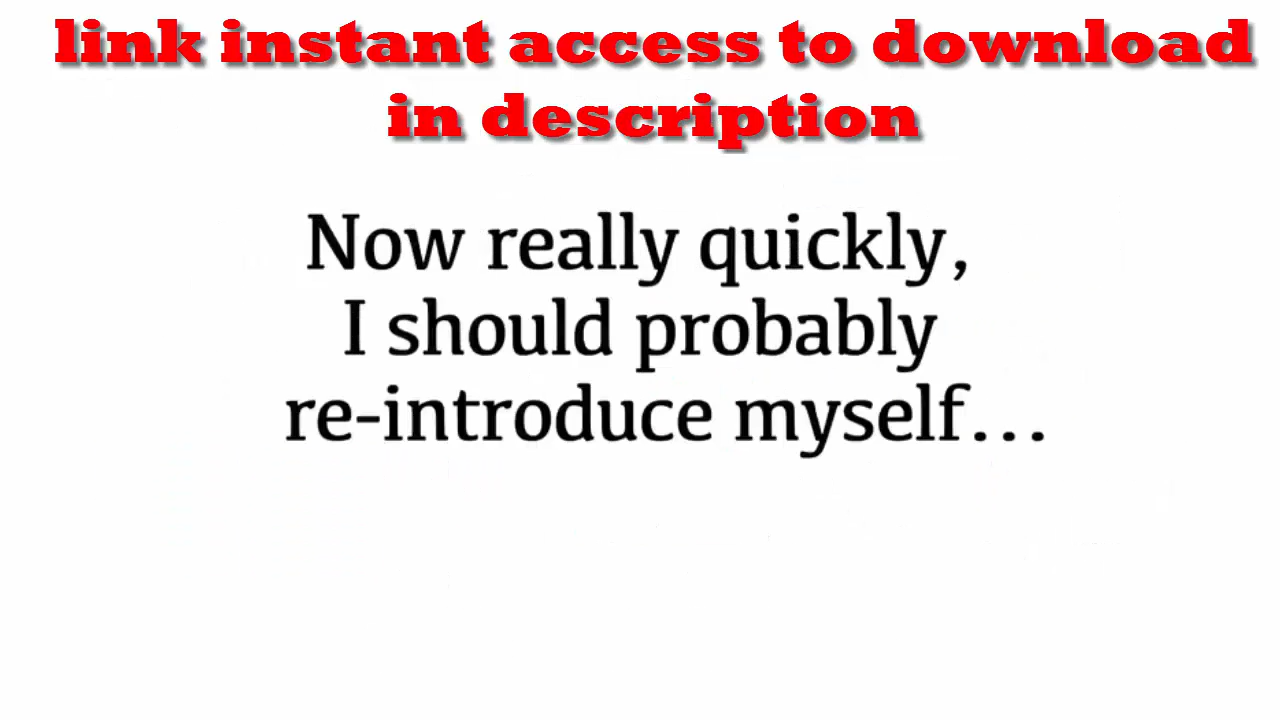 link instant access to download
in description
Now really quickly,
I should probably
re-introduce myself...